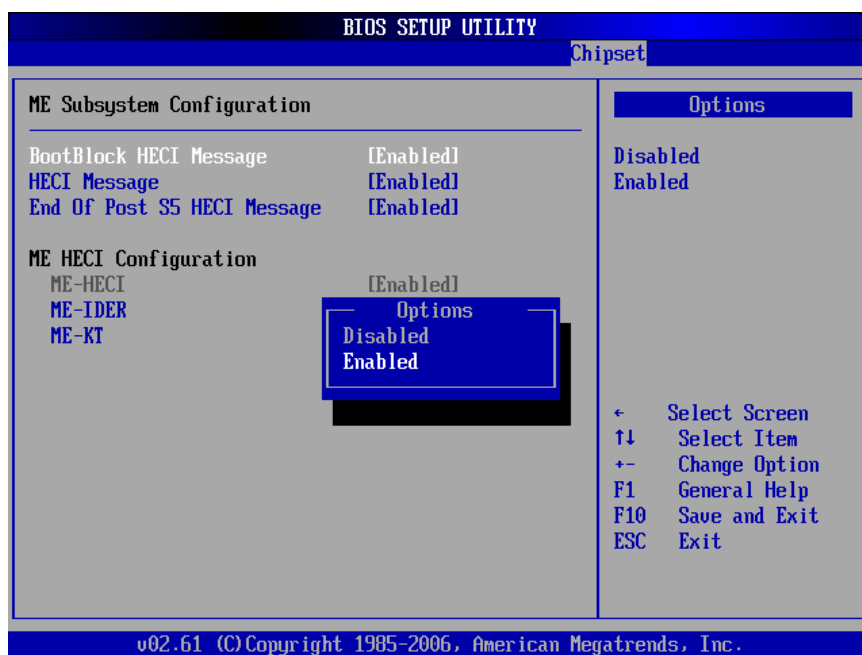 BIOS SETUP UTILITY
Chipset
ME Subsystem Configuration
BootBlock HECI Message [Enabled]
HECI Message [Enabled]
End Of Post S5 HECI Message [Enabled]
ME HECI Configuration
ME-HECI [Enabled]
ME-IDER
ME-KT
Options
Disabled
Enabled
Options
Disabled
Enabled
← Select Screen
↑↓ Select Item
+- Change Option
F1 General Help
F10 Save and Exit
ESC Exit
v02.61 (C)Copyright 1985-2006, American Megatrends, Inc.